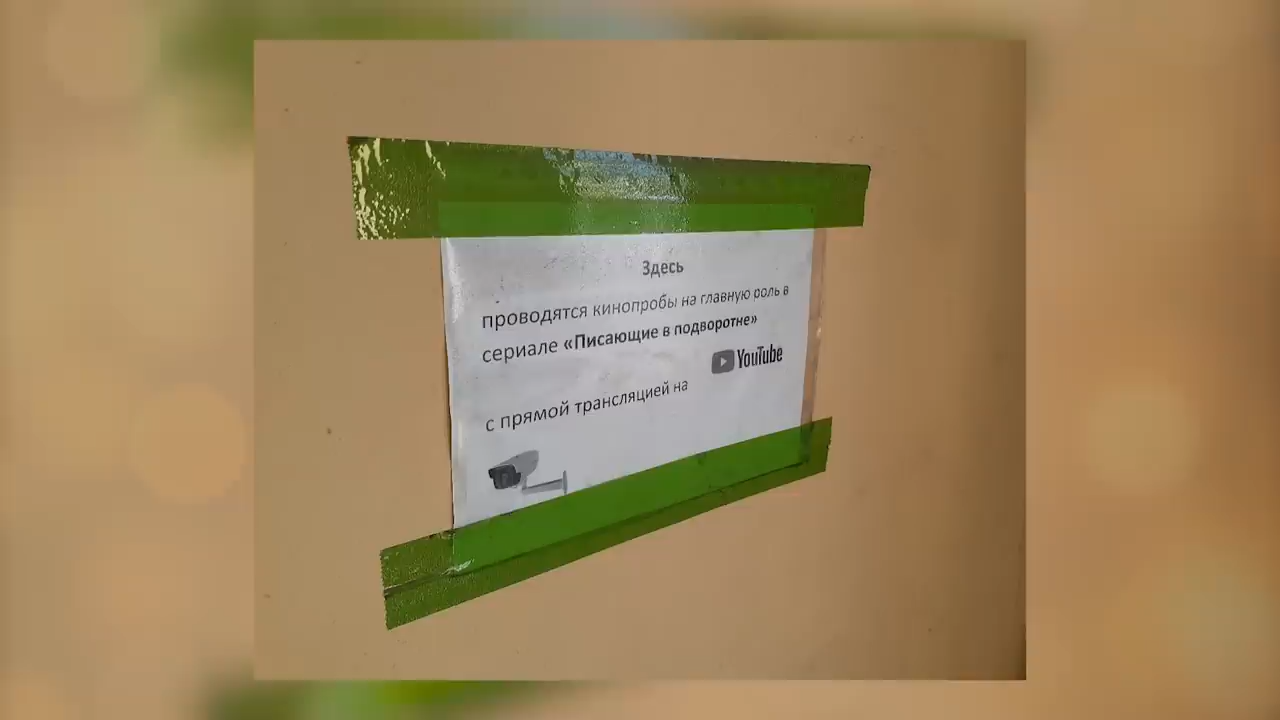 Здесь
проводятся кинопробы на главную роль в
сериале «Писающие в подворотне»
YouTube
с прямой трансляцией на